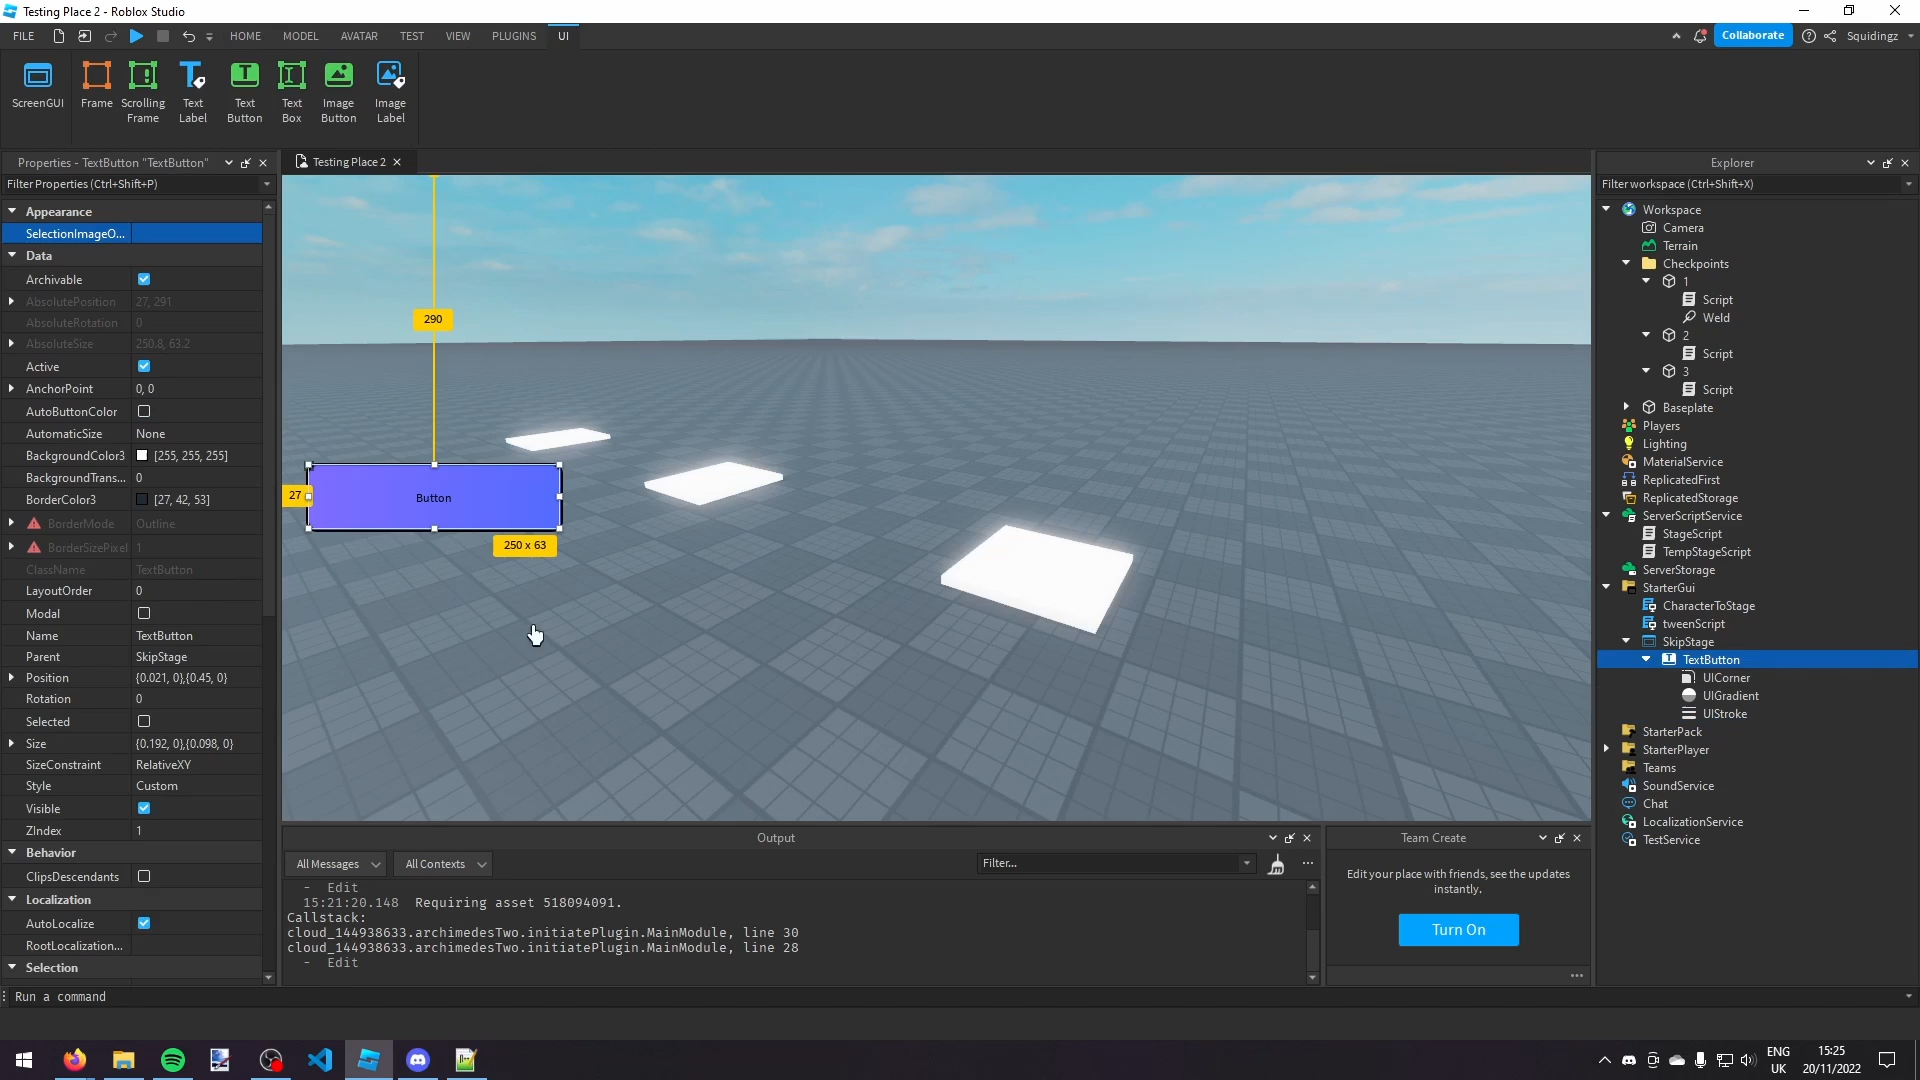 Testing Place 2 - Roblox Studio
FILE
HOME
MODEL
AVATAR
TEST
VIEW
PLUGINS
UI
Collaborate
Squidingz
ScreenGUI
Frame
Scrolling
Frame
Text
Label
Text
Button
Text
Box
Image
Button
Image
Label
Properties - TextButton "TextButton"
Filter Properties (Ctrl+Shift+P)
Appearance
SelectionImageO...
Data
Archivable
AbsolutePosition 27, 291
AbsoluteRotation 0
AbsoluteSize 250.8, 63.2
Active
AnchorPoint 0, 0
AutoButtonColor
AutomaticSize None
BackgroundColor3 [255, 255, 255]
BackgroundTrans... 0
BorderColor3 [27, 42, 53]
BorderMode Outline
BorderSizePixel 1
ClassName TextButton
LayoutOrder 0
Modal
Name TextButton
Parent SkipStage
Position {0.021, 0},{0.45, 0}
Rotation 0
Selected
Size {0.192, 0},{0.098, 0}
SizeConstraint RelativeXY
Style Custom
Visible
ZIndex 1
Behavior
ClipsDescendants
Localization
AutoLocalize
RootLocalization...
Selection
Testing Place 2
290
27
Button
250 x 63
Output
All Messages
All Contexts
Filter...
- Edit
15:21:20.148 Requiring asset 518094091.
Callstack:
cloud_144938633.archimedesTwo.initiatePlugin.MainModule, line 30
cloud_144938633.archimedesTwo.initiatePlugin.MainModule, line 28
- Edit
Team Create
Edit your place with friends, see the updates
instantly.
Turn On
Explorer
Filter workspace (Ctrl+Shift+X)
Workspace
Camera
Terrain
Checkpoints
1
Script
Weld
2
Script
3
Script
Baseplate
Players
Lighting
MaterialService
ReplicatedFirst
ReplicatedStorage
ServerScriptService
StageScript
TempStageScript
ServerStorage
StarterGui
CharacterToStage
tweenScript
SkipStage
TextButton
UICorner
UIGradient
UIStroke
StarterPack
StarterPlayer
Teams
SoundService
Chat
LocalizationService
TestService
Run a command
ENG
UK
15:25
20/11/2022